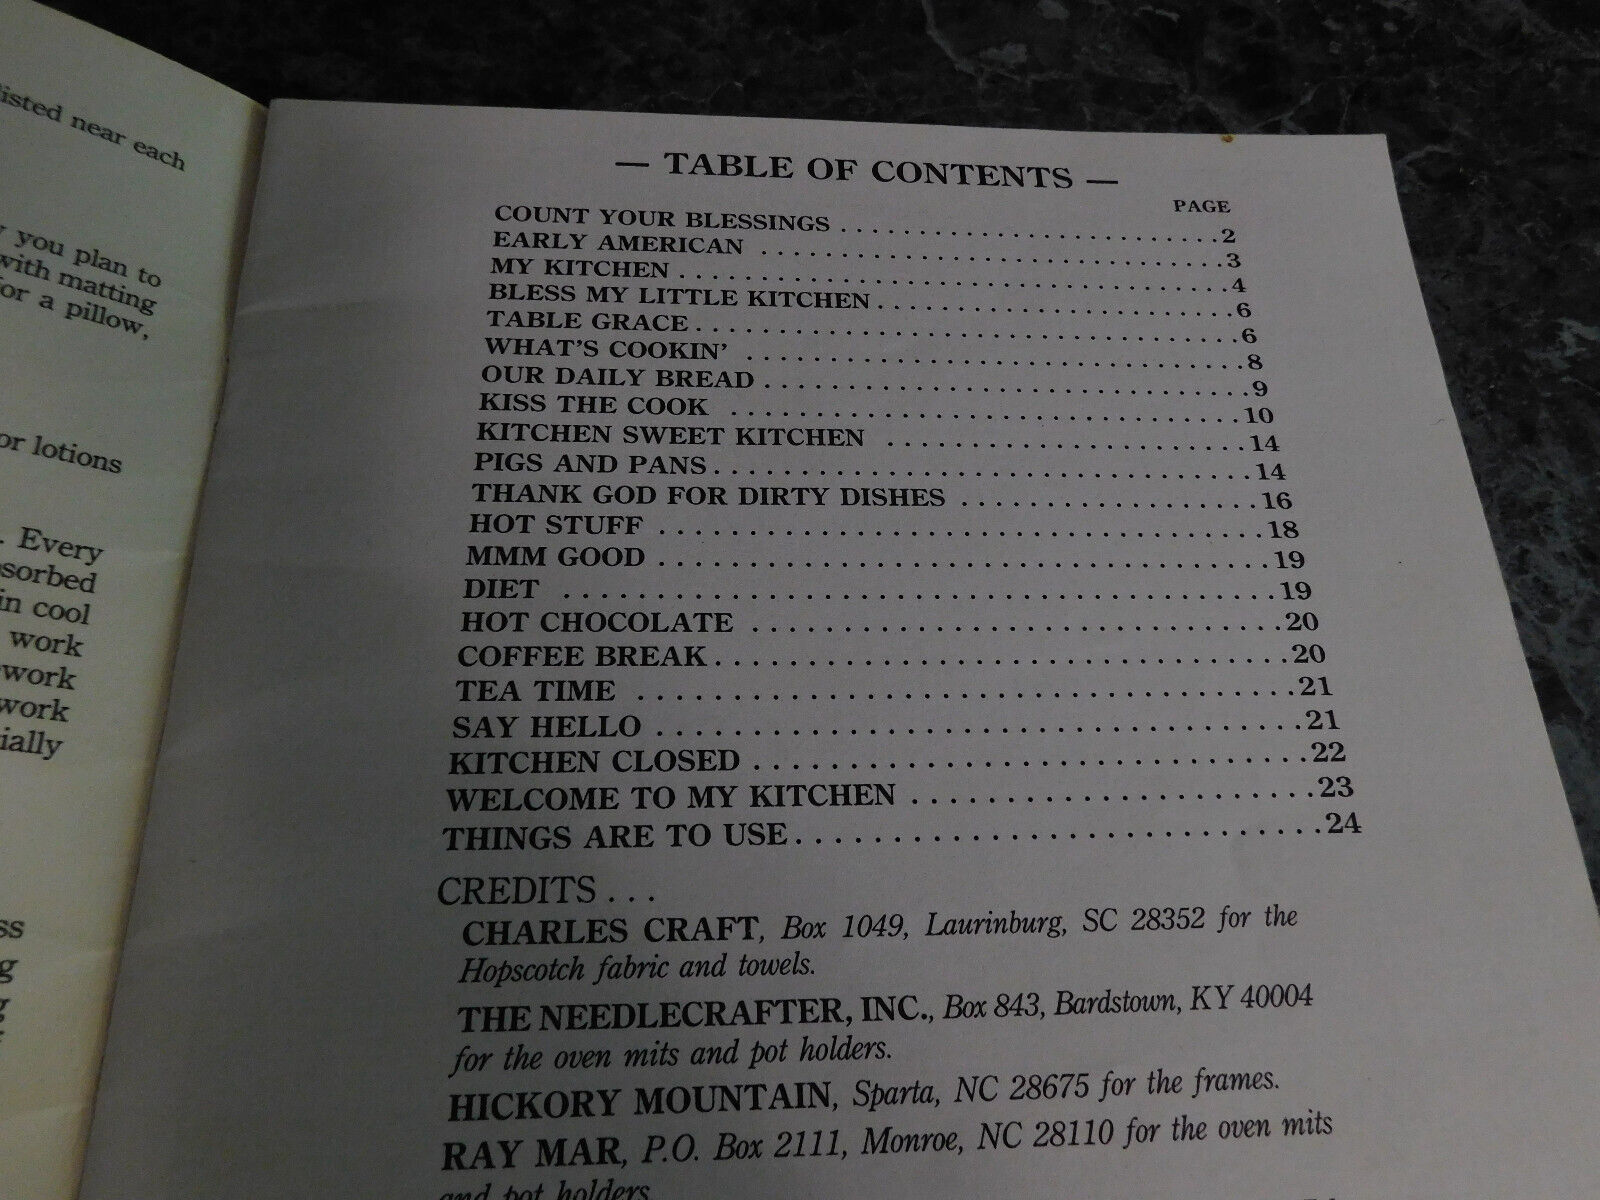 listed near each
you plan to
with matting
for a pillow,
or lotions
. Every
in cool
work
work
— TABLE OF CONTENTS —
PAGE
COUNT YOUR BLESSINGS . . . . . . . . . . . . . . . . . . . . . . . . . 2
EARLY AMERICAN . . . . . . . . . . . . . . . . . . . . . . . . . . . . . . 3
MY KITCHEN . . . . . . . . . . . . . . . . . . . . . . . . . . . . . . . . . . . 4
BLESS MY LITTLE KITCHEN . . . . . . . . . . . . . . . . . . . . . . . 6
TABLE GRACE . . . . . . . . . . . . . . . . . . . . . . . . . . . . . . . . . . 6
WHAT'S COOKIN' . . . . . . . . . . . . . . . . . . . . . . . . . . . . . . . 8
OUR DAILY BREAD . . . . . . . . . . . . . . . . . . . . . . . . . . . . . . 9
KISS THE COOK . . . . . . . . . . . . . . . . . . . . . . . . . . . . . . . . 10
KITCHEN SWEET KITCHEN . . . . . . . . . . . . . . . . . . . . . . . 14
PIGS AND PANS . . . . . . . . . . . . . . . . . . . . . . . . . . . . . . . . . 14
THANK GOD FOR DIRTY DISHES . . . . . . . . . . . . . . . . . . . 16
HOT STUFF . . . . . . . . . . . . . . . . . . . . . . . . . . . . . . . . . . . . . 18
MMM GOOD . . . . . . . . . . . . . . . . . . . . . . . . . . . . . . . . . . . . 19
DIET . . . . . . . . . . . . . . . . . . . . . . . . . . . . . . . . . . . . . . . . . 19
HOT CHOCOLATE . . . . . . . . . . . . . . . . . . . . . . . . . . . . . . . 20
COFFEE BREAK . . . . . . . . . . . . . . . . . . . . . . . . . . . . . . . . . 20
TEA TIME . . . . . . . . . . . . . . . . . . . . . . . . . . . . . . . . . . . . . 21
SAY HELLO . . . . . . . . . . . . . . . . . . . . . . . . . . . . . . . . . . . . 21
KITCHEN CLOSED . . . . . . . . . . . . . . . . . . . . . . . . . . . . . . 22
WELCOME TO MY KITCHEN . . . . . . . . . . . . . . . . . . . . . 23
THINGS ARE TO USE . . . . . . . . . . . . . . . . . . . . . . . . . . . . 24
CREDITS . . .
CHARLES CRAFT, Box 1049, Laurinburg, SC 28352 for the
Hopscotch fabric and towels.
THE NEEDLECRAFTER, INC., Box 843, Bardstown, KY 40004
for the oven mits and pot holders.
HICKORY MOUNTAIN, Sparta, NC 28675 for the frames.
RAY MAR, P.O. Box 2111, Monroe, NC 28110 for the oven mits
and pot holders.